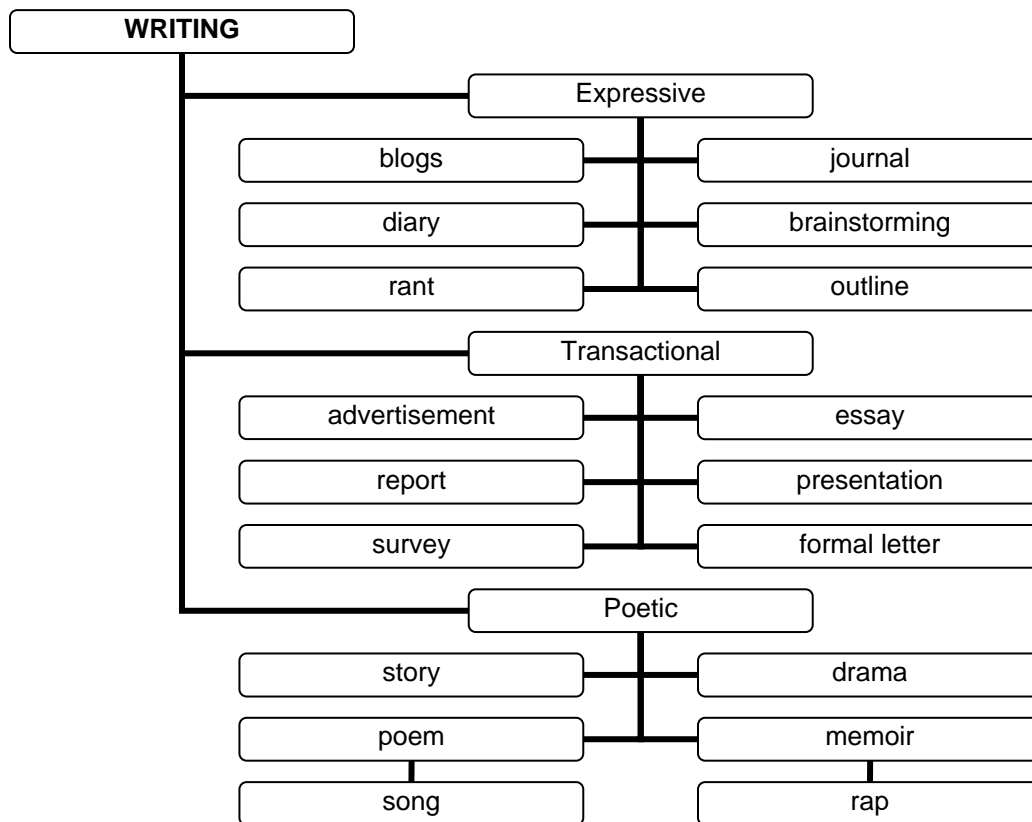 WRITING
Expressive
blogs
journal
diary
brainstorming
rant
outline
Transactional
advertisement
essay
report
presentation
survey
formal letter
Poetic
story
drama
poem
memoir
song
rap